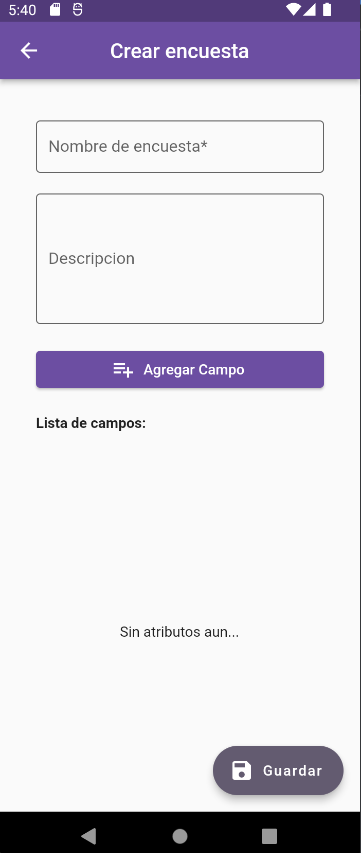 5:40
Crear encuesta
Nombre de encuesta*
Descripcion
Agregar Campo
Lista de campos:
Sin atributos aun...
Guardar